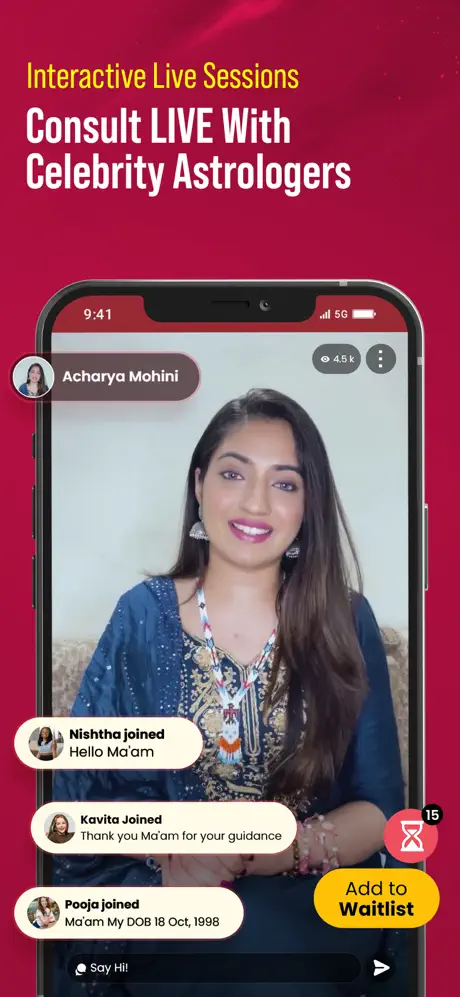 Interactive Live Sessions
Consult LIVE With
Celebrity Astrologers
9:41
5G
Acharya Mohini
4.5 k
Nishtha joined
Hello Ma'am
Kavita Joined
Thank you Ma'am for your guidance
15
Add to
Waitlist
Pooja joined
Ma'am My DOB 18 Oct, 1998
Say Hi!